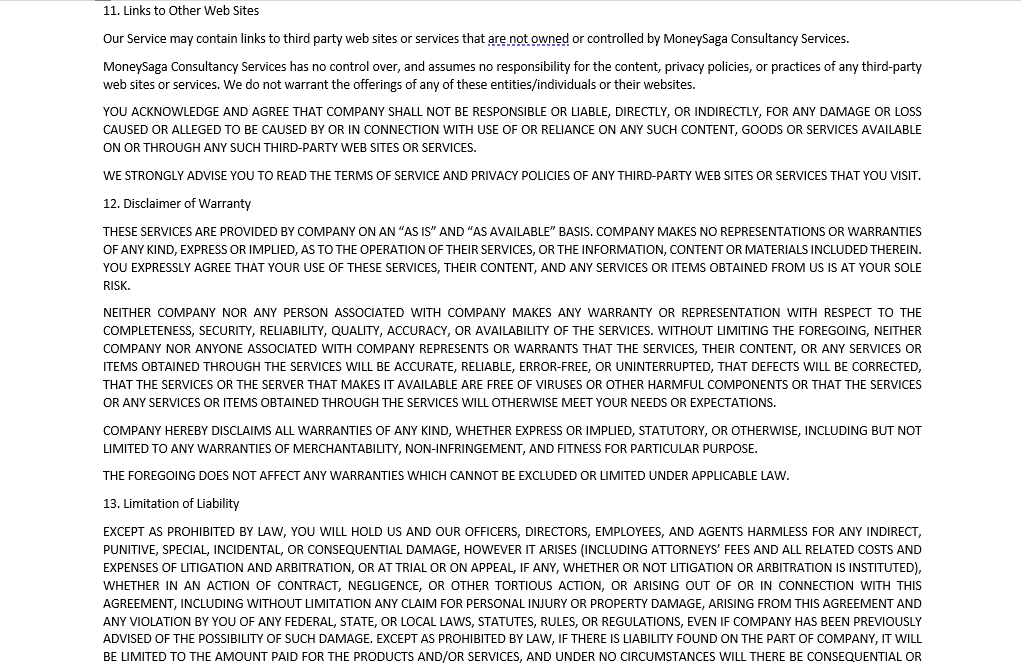 11. Links to Other Web Sites
Our Service may contain links to third party web sites or services that are not owned or controlled by MoneySaga Consultancy Services.
MoneySaga Consultancy Services has no control over, and assumes no responsibility for the content, privacy policies, or practices of any third-party
web sites or services. We do not warrant the offerings of any of these entities/individuals or their websites.
YOU ACKNOWLEDGE AND AGREE THAT COMPANY SHALL NOT BE RESPONSIBLE OR LIABLE, DIRECTLY, OR INDIRECTLY, FOR ANY DAMAGE OR LOSS
CAUSED OR ALLEGED TO BE CAUSED BY OR IN CONNECTION WITH USE OF OR RELIANCE ON ANY SUCH CONTENT, GOODS OR SERVICES AVAILABLE
ON OR THROUGH ANY SUCH THIRD-PARTY WEB SITES OR SERVICES.
WE STRONGLY ADVISE YOU TO READ THE TERMS OF SERVICE AND PRIVACY POLICIES OF ANY THIRD-PARTY WEB SITES OR SERVICES THAT YOU VISIT.
12. Disclaimer of Warranty
THESE SERVICES ARE PROVIDED BY COMPANY ON AN “AS IS” AND “AS AVAILABLE” BASIS. COMPANY MAKES NO REPRESENTATIONS OR WARRANTIES
OF ANY KIND, EXPRESS OR IMPLIED, AS TO THE OPERATION OF THEIR SERVICES, OR THE INFORMATION, CONTENT OR MATERIALS INCLUDED THEREIN.
YOU EXPRESSLY AGREE THAT YOUR USE OF THESE SERVICES, THEIR CONTENT, AND ANY SERVICES OR ITEMS OBTAINED FROM US IS AT YOUR SOLE
RISK.
NEITHER COMPANY NOR ANY PERSON ASSOCIATED WITH COMPANY MAKES ANY WARRANTY OR REPRESENTATION WITH RESPECT TO THE
COMPLETENESS, SECURITY, RELIABILITY, QUALITY, ACCURACY, OR AVAILABILITY OF THE SERVICES. WITHOUT LIMITING THE FOREGOING, NEITHER
COMPANY NOR ANYONE ASSOCIATED WITH COMPANY REPRESENTS OR WARRANTS THAT THE SERVICES, THEIR CONTENT, OR ANY SERVICES OR
ITEMS OBTAINED THROUGH THE SERVICES WILL BE ACCURATE, RELIABLE, ERROR-FREE, OR UNINTERRUPTED, THAT DEFECTS WILL BE CORRECTED,
THAT THE SERVICES OR THE SERVER THAT MAKES IT AVAILABLE ARE FREE OF VIRUSES OR OTHER HARMFUL COMPONENTS OR THAT THE SERVICES
OR ANY SERVICES OR ITEMS OBTAINED THROUGH THE SERVICES WILL OTHERWISE MEET YOUR NEEDS OR EXPECTATIONS.
COMPANY HEREBY DISCLAIMS ALL WARRANTIES OF ANY KIND, WHETHER EXPRESS OR IMPLIED, STATUTORY, OR OTHERWISE, INCLUDING BUT NOT
LIMITED TO ANY WARRANTIES OF MERCHANTABILITY, NON-INFRINGEMENT, AND FITNESS FOR PARTICULAR PURPOSE.
THE FOREGOING DOES NOT AFFECT ANY WARRANTIES WHICH CANNOT BE EXCLUDED OR LIMITED UNDER APPLICABLE LAW.
13. Limitation of Liability
EXCEPT AS PROHIBITED BY LAW, YOU WILL HOLD US AND OUR OFFICERS, DIRECTORS, EMPLOYEES, AND AGENTS HARMLESS FOR ANY INDIRECT,
PUNITIVE, SPECIAL, INCIDENTAL, OR CONSEQUENTIAL DAMAGE, HOWEVER IT ARISES (INCLUDING ATTORNEYS’ FEES AND ALL RELATED COSTS AND
EXPENSES OF LITIGATION AND ARBITRATION, OR AT TRIAL OR ON APPEAL, IF ANY, WHETHER OR NOT LITIGATION OR ARBITRATION IS INSTITUTED),
WHETHER IN AN ACTION OF CONTRACT, NEGLIGENCE, OR OTHER TORTIOUS ACTION, OR ARISING OUT OF OR IN CONNECTION WITH THIS
AGREEMENT, INCLUDING WITHOUT LIMITATION ANY CLAIM FOR PERSONAL INJURY OR PROPERTY DAMAGE, ARISING FROM THIS AGREEMENT AND
ANY VIOLATION BY YOU OF ANY FEDERAL, STATE, OR LOCAL LAWS, STATUTES, RULES, OR REGULATIONS, EVEN IF COMPANY HAS BEEN PREVIOUSLY
ADVISED OF THE POSSIBILITY OF SUCH DAMAGE. EXCEPT AS PROHIBITED BY LAW, IF THERE IS LIABILITY FOUND ON THE PART OF COMPANY, IT WILL
BE LIMITED TO THE AMOUNT PAID FOR THE PRODUCTS AND/OR SERVICES, AND UNDER NO CIRCUMSTANCES WILL THERE BE CONSEQUENTIAL OR